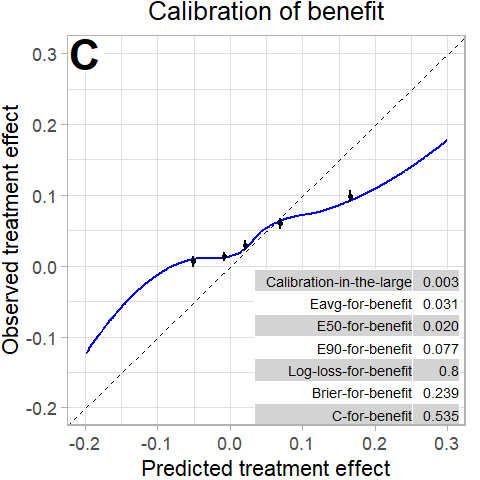 Calibration of benefit
C
Observed treatment effect
0.3
0.2
0.1
0.0
-0.1
-0.2
Calibration-in-the-large 0.003
Eavg-for-benefit 0.031
E50-for-benefit 0.020
E90-for-benefit 0.077
Log-loss-for-benefit 0.8
Brier-for-benefit 0.239
C-for-benefit 0.535
-0.2 -0.1 0.0 0.1 0.2 0.3
Predicted treatment effect